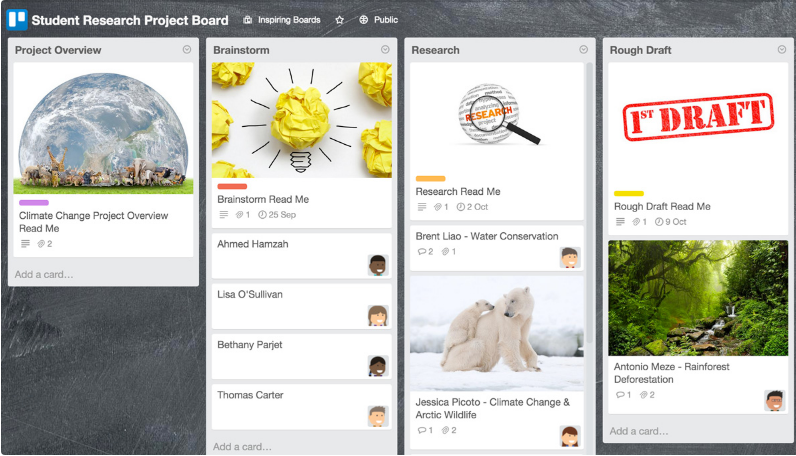 Student Research Project Board
Inspiring Boards
Public
Project Overview
Climate Change Project Overview
Read Me
2
Add a card...
Brainstorm
Brainstorm Read Me
1
25 Sep
Ahmed Hamzah
Lisa O'Sullivan
Bethany Parjet
Thomas Carter
Add a card...
Research
method
analyzing
RESEARCH
project
Research Read Me
1
2 Oct
Brent Liao - Water Conservation
2
1
Jessica Picoto - Climate Change &
Arctic Wildlife
1
2
Rough Draft
1ST DRAFT
Rough Draft Read Me
1
9 Oct
Antonio Meze - Rainforest
Deforestation
1
2
Add a card...